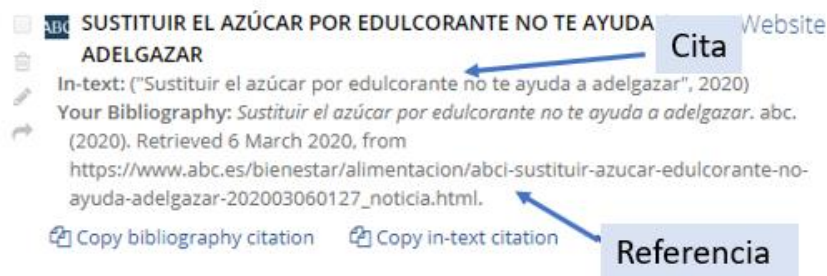 ABC SUSTITUIR EL AZÚCAR POR EDULCORANTE NO TE AYUDA Website
ADELGAZAR
Cita
In-text: ("Sustituir el azúcar por edulcorante no te ayuda a adelgazar", 2020)
Your Bibliography: Sustituir el azúcar por edulcorante no te ayuda a adelgazar. abc.
(2020). Retrieved 6 March 2020, from
https://www.abc.es/bienestar/alimentacion/abci-sustituir-azucar-edulcorante-no-
ayuda-adelgazar-202003060127_noticia.html.
Copy bibliography citation Copy in-text citation
Referencia